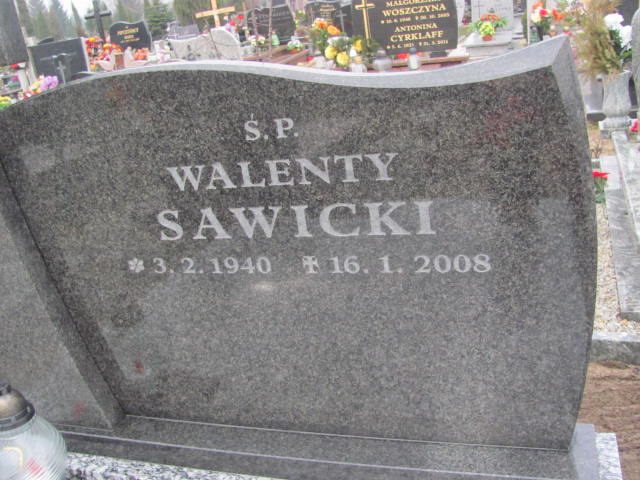 MAŁGORZATA
WOSZCZYNA
ANTONINA
CYRKLAFF
Ś.P.
WALENTY
SAWICKI
* 3. 2. 1940 ✝ 16. 1. 2008